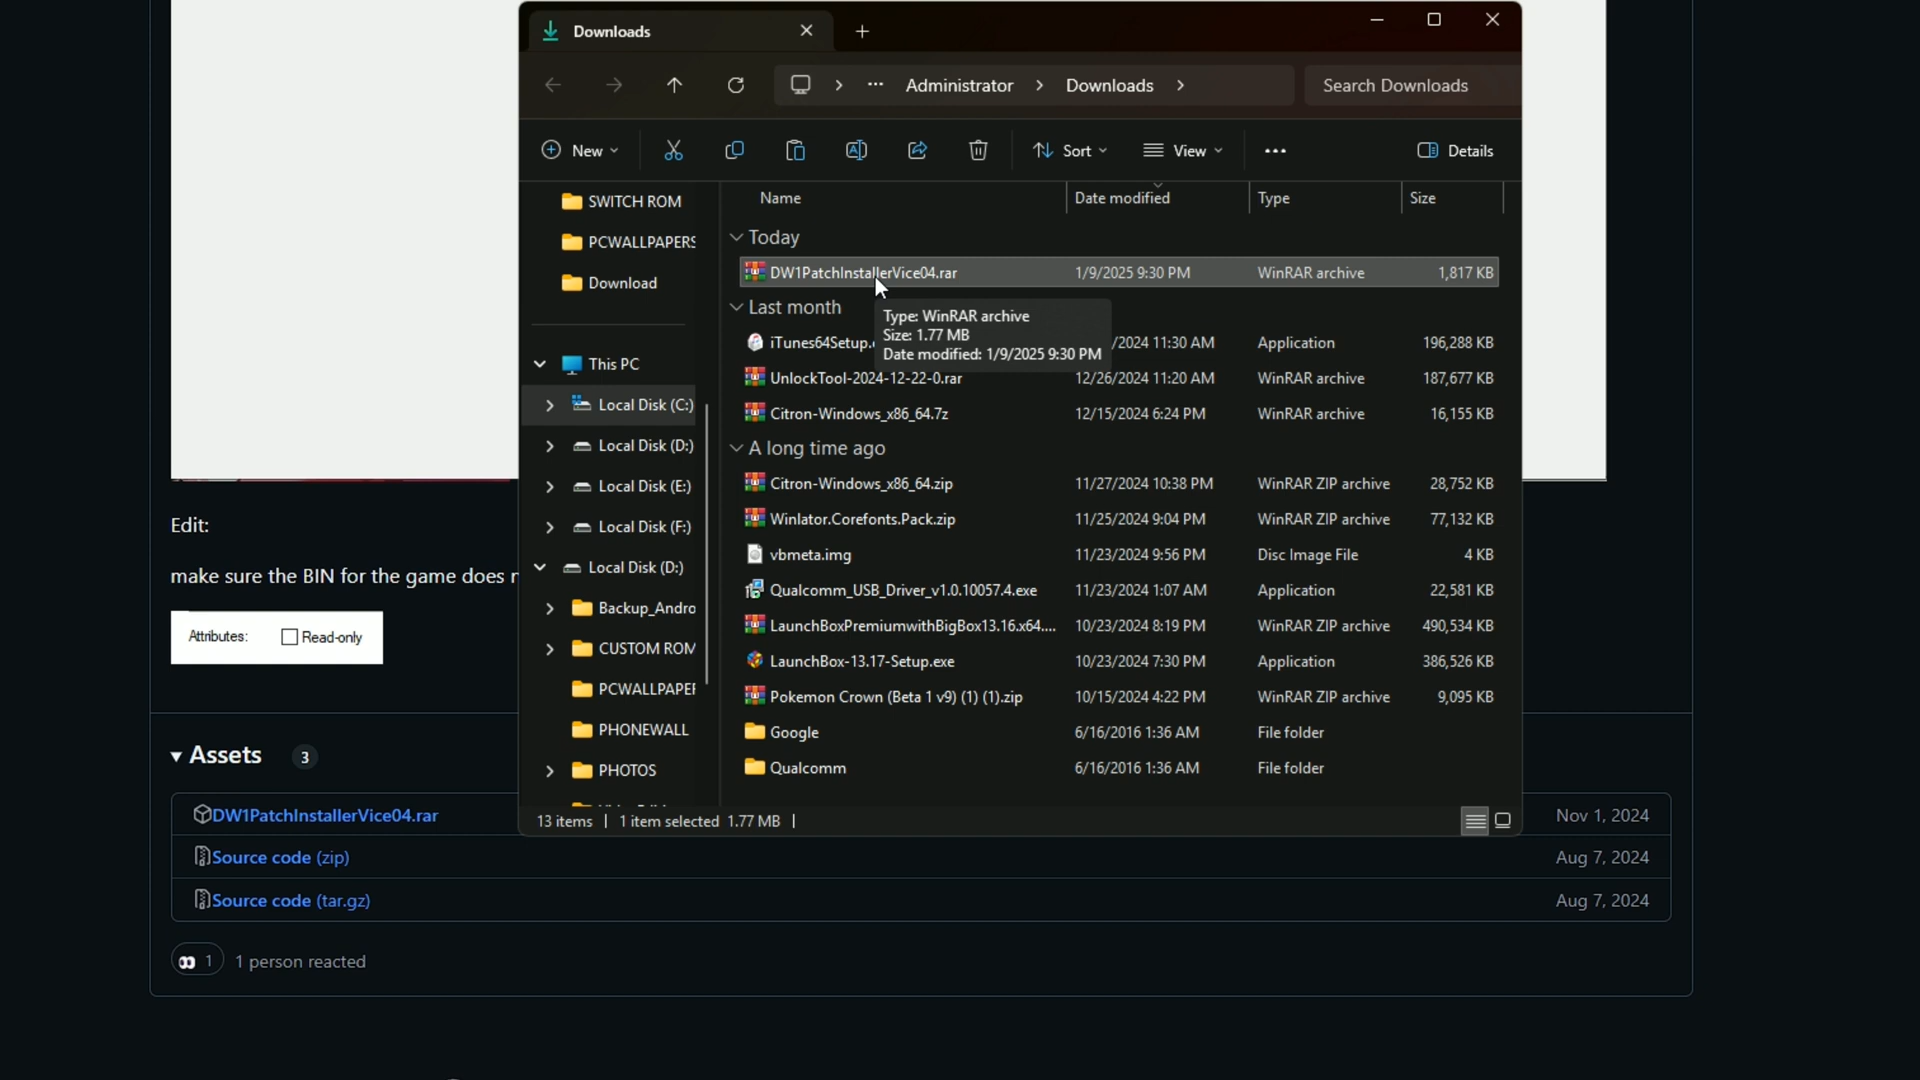 Downloads
Administrator
Downloads
Search Downloads
New
Sort
View
Details
SWITCH ROM
PCWALLPAPERS
Download
This PC
Local Disk (C:)
Local Disk (D:)
Local Disk (E:)
Local Disk (F:)
Local Disk (D:)
Backup_Andro
CUSTOM ROM
PCWALLPAPER
PHONEWALL
PHOTOS
Name Date modified Type Size
Today
DW1PatchInstallerVice04.rar 1/9/2025 9:30 PM WinRAR archive 1,817 KB
Last month
Type: WinRAR archive
Size: 1.77 MB
Date modified: 1/9/2025 9:30 PM
iTunes64Setup. /2024 11:30 AM Application 196,288 KB
UnlockTool-2024-12-22-0.rar 12/26/2024 11:20 AM WinRAR archive 187,677 KB
Citron-Windows_x86_64.7z 12/15/2024 6:24 PM WinRAR archive 16,155 KB
A long time ago
Citron-Windows_x86_64.zip 11/27/2024 10:38 PM WinRAR ZIP archive 28,752 KB
Winlator.Corefonts.Pack.zip 11/25/2024 9:04 PM WinRAR ZIP archive 77,132 KB
vbmeta.img 11/23/2024 9:56 PM Disc Image File 4 KB
Qualcomm_USB_Driver_v1.0.10057.4.exe 11/23/2024 1:07 AM Application 22,581 KB
LaunchBoxPremiumwithBigBox13.16.x64.... 10/23/2024 8:19 PM WinRAR ZIP archive 490,534 KB
LaunchBox-13.17-Setup.exe 10/23/2024 7:30 PM Application 386,526 KB
Pokemon Crown (Beta 1 v9) (1) (1).zip 10/15/2024 4:22 PM WinRAR ZIP archive 9,095 KB
Google 6/16/2016 1:36 AM File folder
Qualcomm 6/16/2016 1:36 AM File folder
13 items | 1 item selected 1.77 MB |
Edit:
make sure the BIN for the game does
Attributes: Read-only
Assets 3
DW1PatchInstallerVice04.rar Nov 1, 2024
Source code (zip) Aug 7, 2024
Source code (tar.gz) Aug 7, 2024
1 1 person reacted